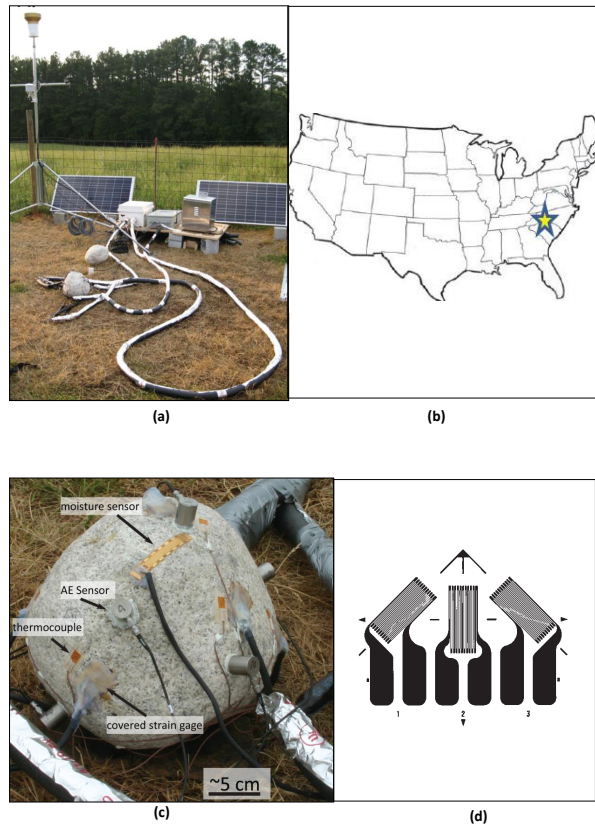 (a)
(b)
moisture sensor
AE Sensor
thermocouple
covered strain gage
~5 cm
(c)
1 2 3
(d)